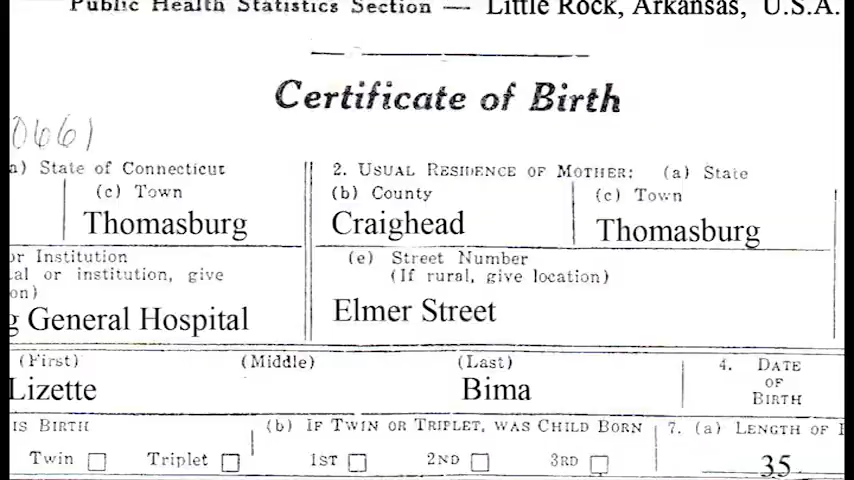 Public Health Statistics Section — Little Rock, Arkansas, U.S.A.
Certificate of Birth
0661
a) State of Connecticut
(c) Town
Thomasburg
2. USUAL RESIDENCE OF MOTHER: (a) State
(b) County
Craighead
(c) Town
Thomasburg
or Institution
al or institution, give
on)
g General Hospital
(e) Street Number
(If rural, give location)
Elmer Street
(First) (Middle) (Last)
Lizette Bima
4. DATE
OF
BIRTH
IS BIRTH
Twin Triplet
(b) IF TWIN OR TRIPLET, WAS CHILD BORN
1ST 2ND 3RD
7. (a) LENGTH OF
35